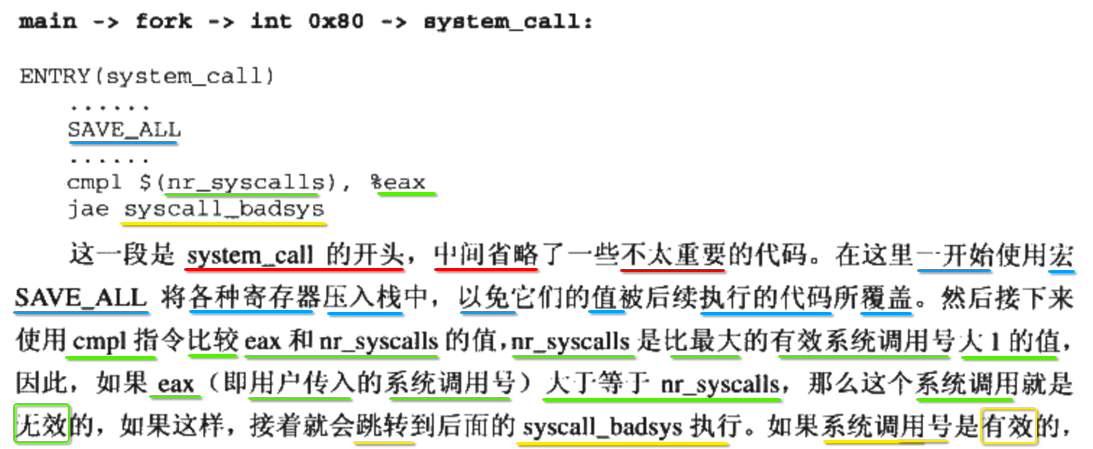 main -> fork -> int 0x80 -> system_call:
ENTRY(system_call)
......
SAVE_ALL
......
cmpl $(nr_syscalls), %eax
jae syscall_badsys
这一段是 system_call 的开头，中间省略了一些不太重要的代码。在这里一开始使用宏
SAVE_ALL 将各种寄存器压入栈中，以免它们的值被后续执行的代码所覆盖。然后接下来
使用 cmpl 指令比较 eax 和 nr_syscalls 的值，nr_syscalls 是比最大的有效系统调用号大 1 的值，
因此，如果 eax（即用户传入的系统调用号）大于等于 nr_syscalls，那么这个系统调用就是
无效的，如果这样，接着就会跳转到后面的 syscall_badsys 执行。如果系统调用号是有效的，